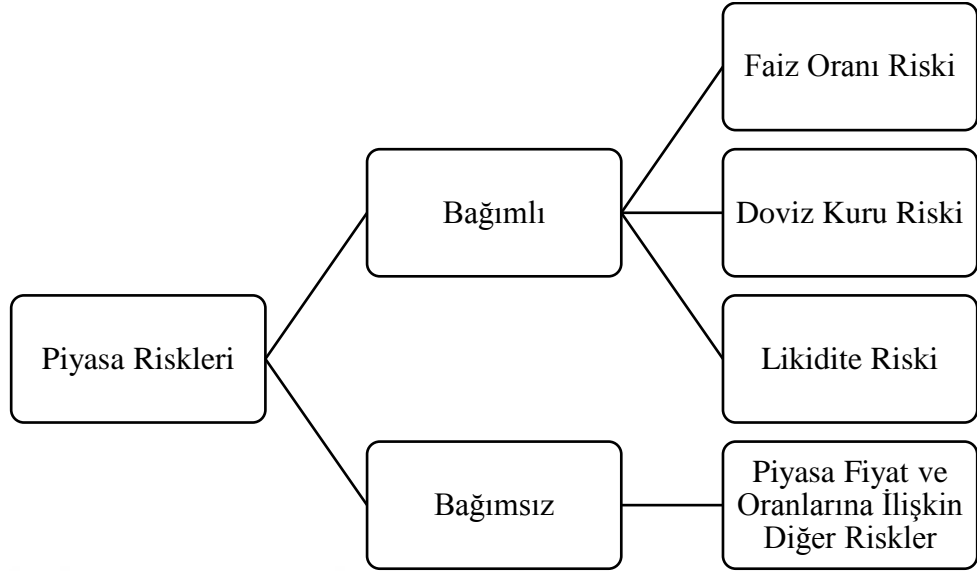 Faiz Oranı Riski
Bağımlı
Doviz Kuru Riski
Piyasa Riskleri
Likidite Riski
Bağımsız
Piyasa Fiyat ve
Oranlarına İlişkin
Diğer Riskler